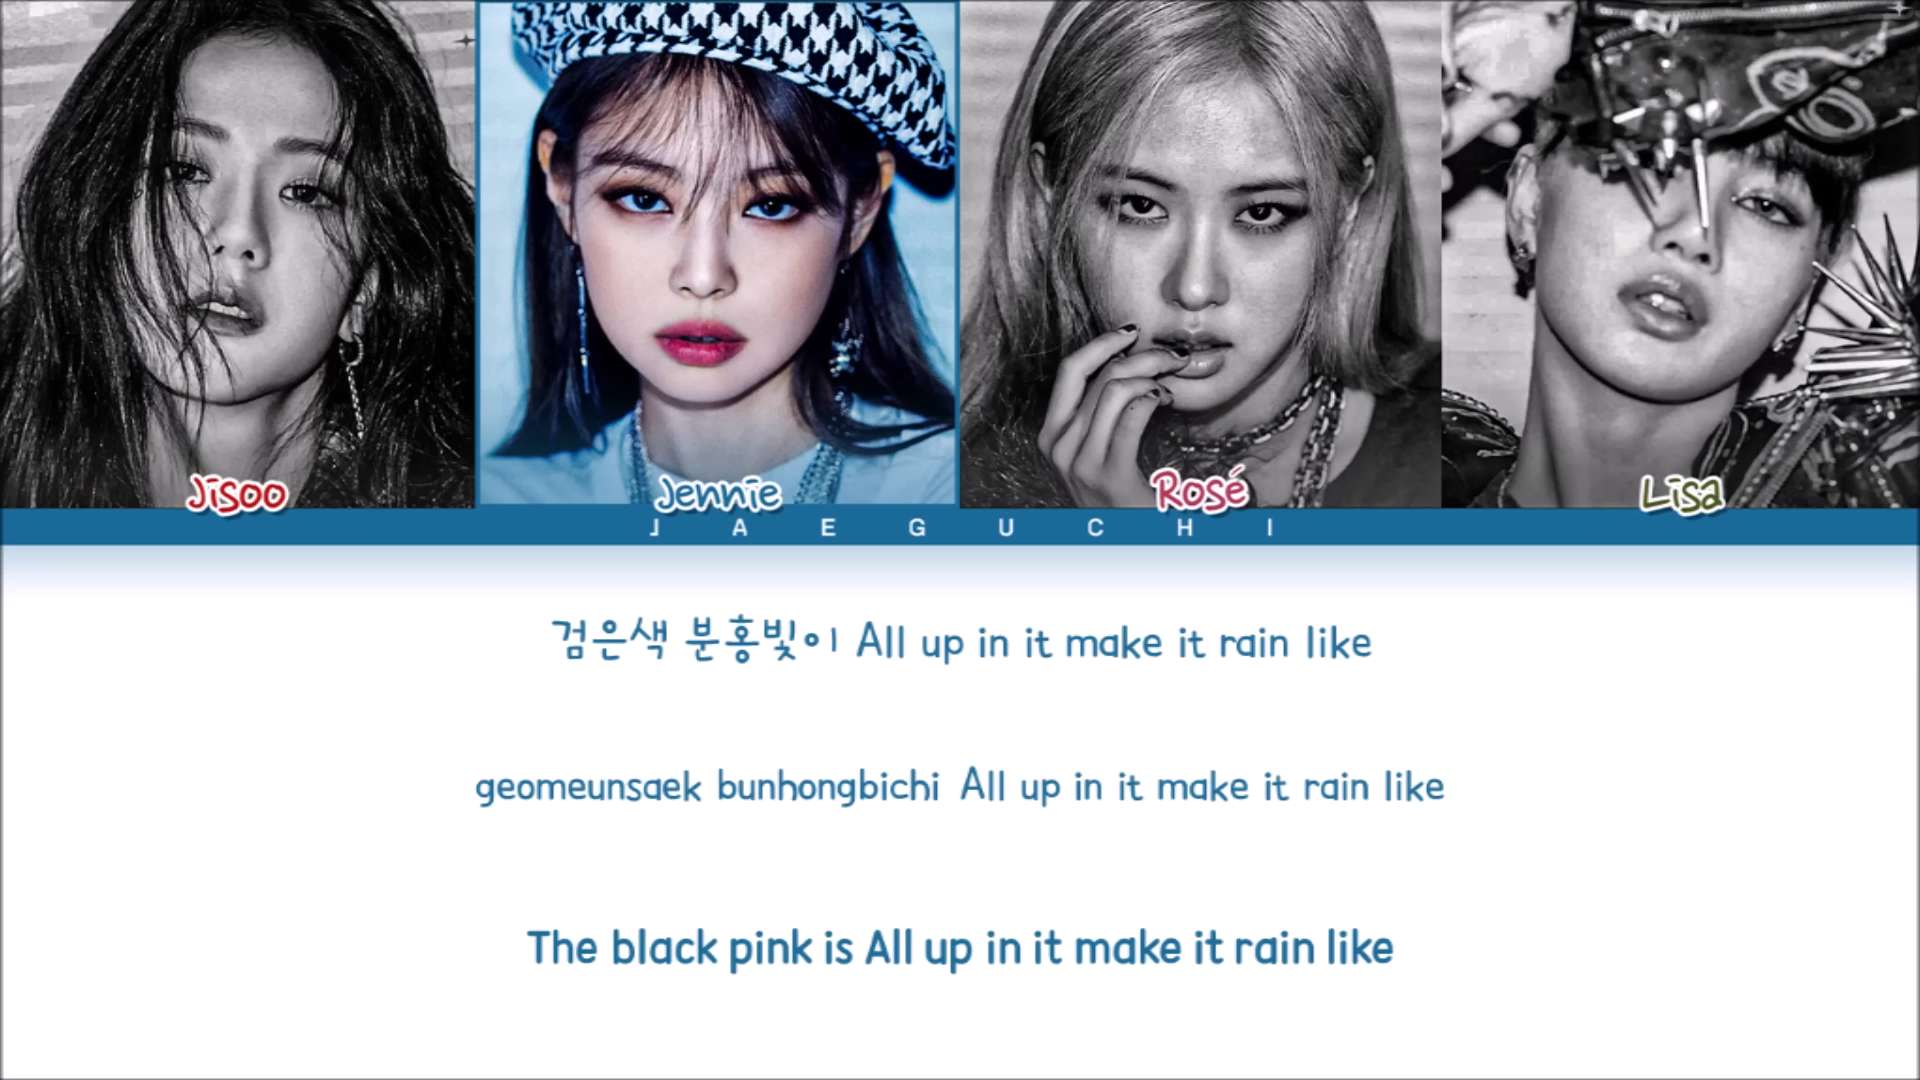 Jisoo Jennie Rosé Lisa
JAEGUCHI
검은색 분홍빛이 All up in it make it rain like
geomeunsaek bunhongbichi All up in it make it rain like
The black pink is All up in it make it rain like